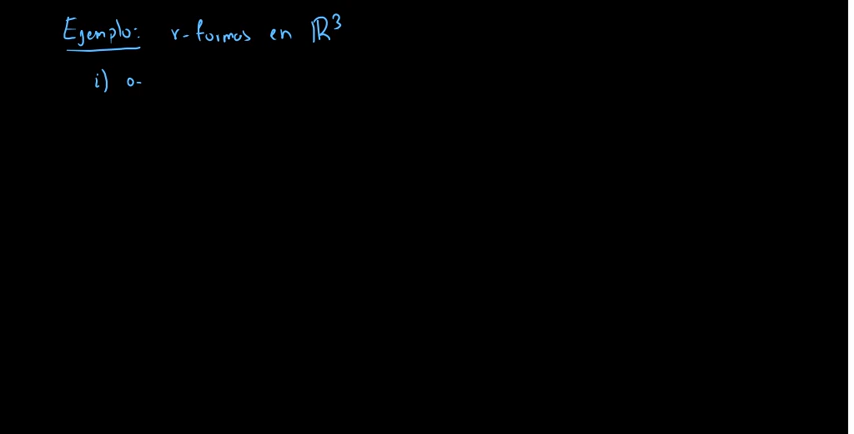 Ejemplo: r-formas en ℝ³
i) 0-